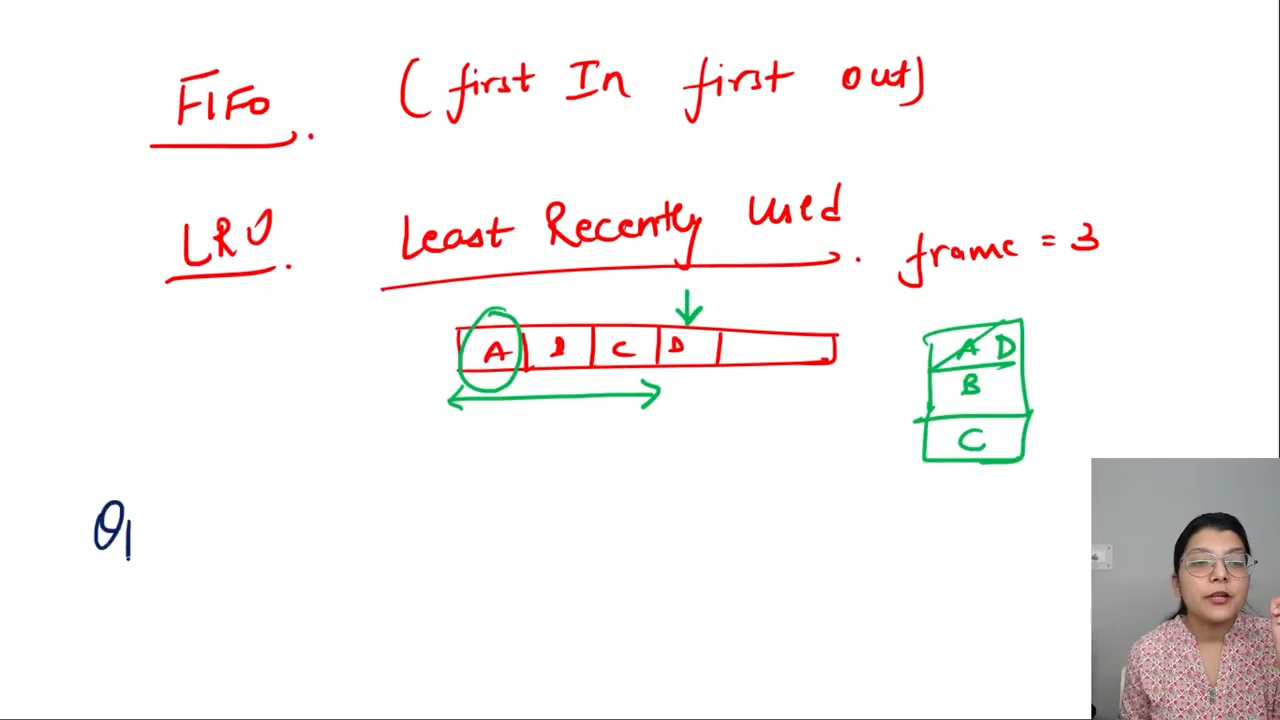 FIFO. (first In first out)
LRU. Least Recently Used.
frame = 3
A B C D
A D
B
C
Q1